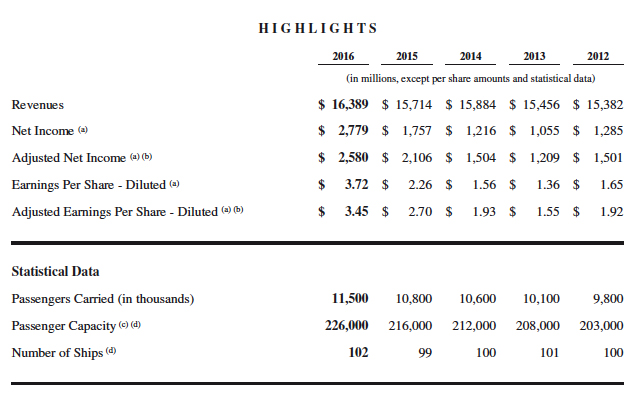 HIGHLIGHTS
2016 2015 2014 2013 2012
(in millions, except per share amounts and statistical data)
Revenues $ 16,389 $ 15,714 $ 15,884 $ 15,456 $ 15,382
Net Income (a) $ 2,779 $ 1,757 $ 1,216 $ 1,055 $ 1,285
Adjusted Net Income (a) (b) $ 2,580 $ 2,106 $ 1,504 $ 1,209 $ 1,501
Earnings Per Share - Diluted (a) $ 3.72 $ 2.26 $ 1.56 $ 1.36 $ 1.65
Adjusted Earnings Per Share - Diluted (a) (b) $ 3.45 $ 2.70 $ 1.93 $ 1.55 $ 1.92
Statistical Data
Passengers Carried (in thousands) 11,500 10,800 10,600 10,100 9,800
Passenger Capacity (c) (d) 226,000 216,000 212,000 208,000 203,000
Number of Ships (d) 102 99 100 101 100